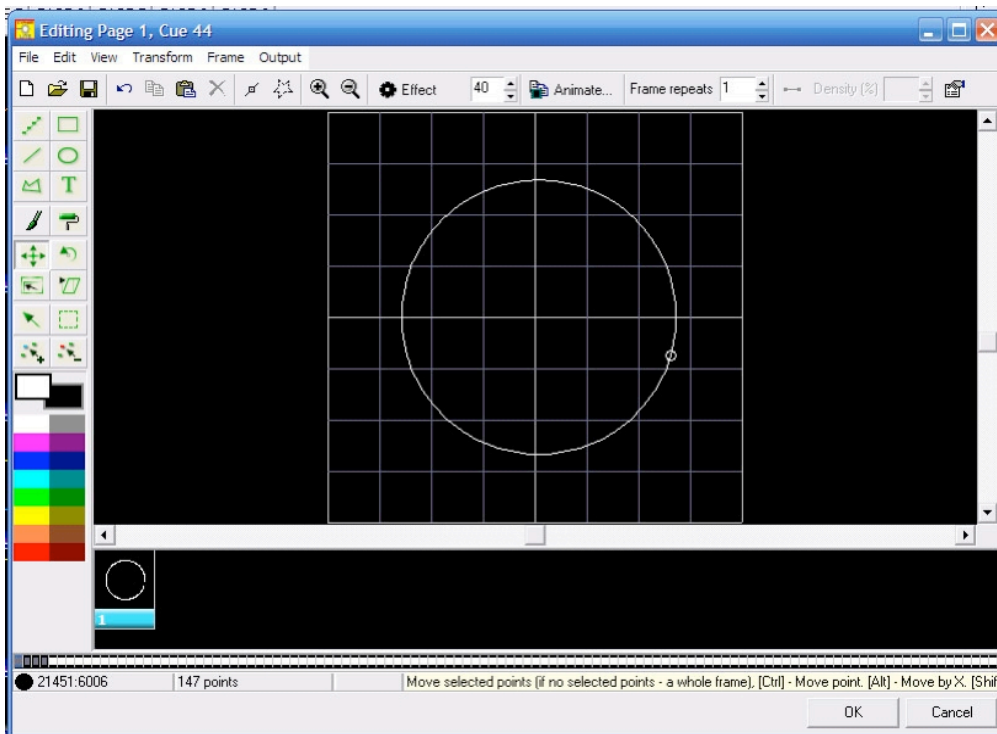 Editing Page 1, Cue 44
File Edit View Transform Frame Output
Effect 40 Animate... Frame repeats 1 Density (%)
T
1
21451:6006 147 points Move selected points (if no selected points - a whole frame), [Ctrl] - Move point. [Alt] - Move by X. [Shif
OK Cancel